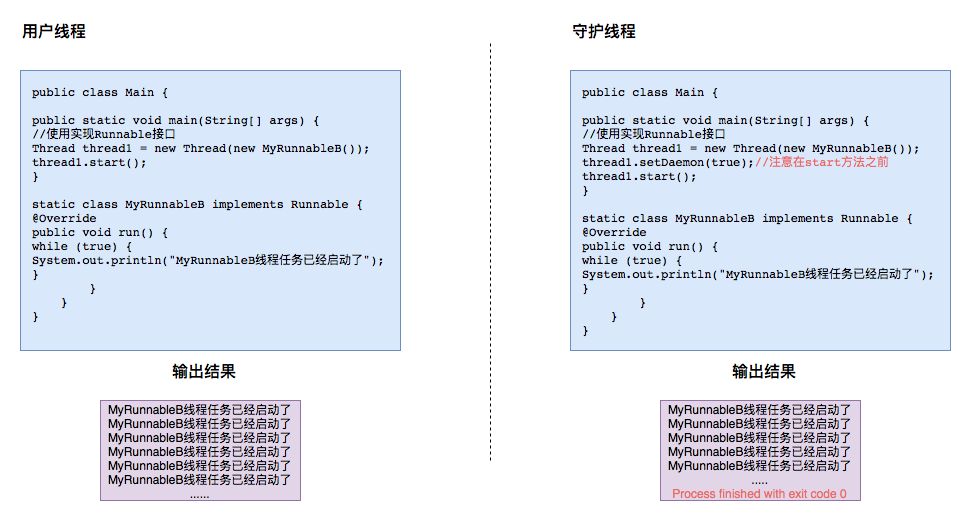 用户线程
public class Main {
public static void main(String[] args) {
//使用实现Runnable接口
Thread thread1 = new Thread(new MyRunnableB());
thread1.start();
}
static class MyRunnableB implements Runnable {
@Override
public void run() {
while (true) {
System.out.println("MyRunnableB线程任务已经启动了");
}
}
}
}
输出结果
MyRunnableB线程任务已经启动了
MyRunnableB线程任务已经启动了
MyRunnableB线程任务已经启动了
MyRunnableB线程任务已经启动了
MyRunnableB线程任务已经启动了
MyRunnableB线程任务已经启动了
......
守护线程
public class Main {
public static void main(String[] args) {
//使用实现Runnable接口
Thread thread1 = new Thread(new MyRunnableB());
thread1.setDaemon(true);//注意在start方法之前
thread1.start();
}
static class MyRunnableB implements Runnable {
@Override
public void run() {
while (true) {
System.out.println("MyRunnableB线程任务已经启动了");
}
}
}
}
输出结果
MyRunnableB线程任务已经启动了
MyRunnableB线程任务已经启动了
MyRunnableB线程任务已经启动了
MyRunnableB线程任务已经启动了
MyRunnableB线程任务已经启动了
.....
Process finished with exit code 0